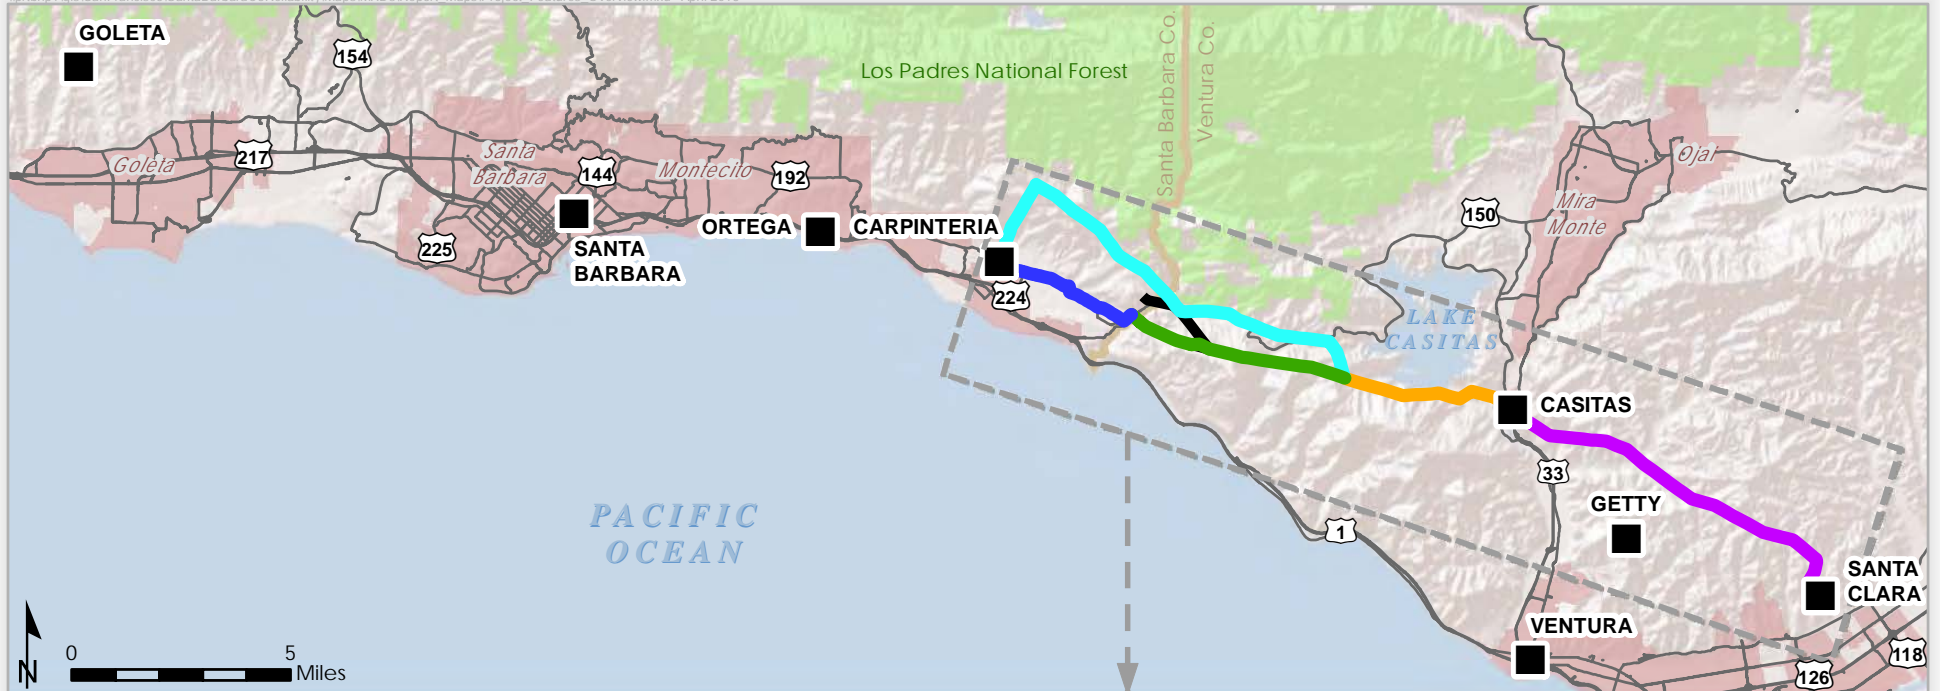 GOLETA
154
Los Padres National Forest
Santa Barbara Co.
Ventura Co.
217
Goleta
Santa
Barbara
144
Montecito
192
Ojai
Mira
Monte
150
225
SANTA
BARBARA
ORTEGA
CARPINTERIA
224
LAKE
CASITAS
CASITAS
33
GETTY
PACIFIC
OCEAN
1
SANTA
CLARA
VENTURA
118
126
N
0
5
Miles